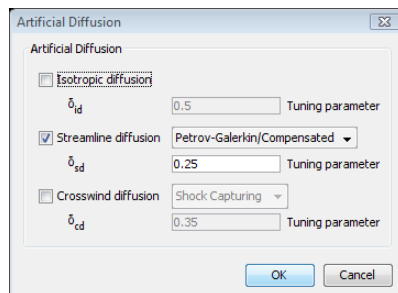 Artificial Diffusion
Artificial Diffusion
Isotropic diffusion
δid 0.5 Tuning parameter
Streamline diffusion Petrov-Galerkin/Compensated
δsd 0.25 Tuning parameter
Crosswind diffusion Shock Capturing
δcd 0.35 Tuning parameter
OK Cancel